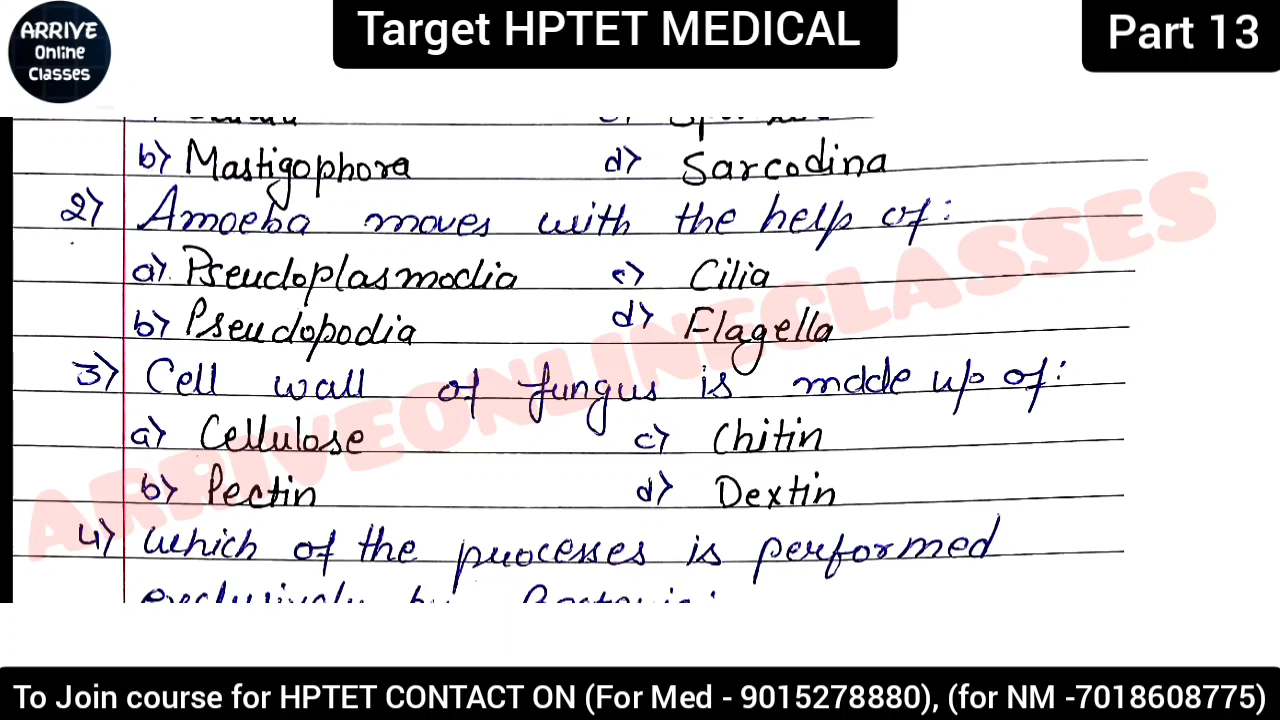 ARRIVE
Online
Classes
Target HPTET MEDICAL
Part 13
b) Mastigophora d) Sarcodina
2) Amoeba moves with the help of:
a) Pseudoplasmodia c) Cilia
b) Pseudopodia d) Flagella
3) Cell wall of fungus is made up of:
a) Cellulose c) Chitin
b) Pectin d) Dextin
4) Which of the processes is performed
ARRIVEONLINECLASSES
To Join course for HPTET CONTACT ON (For Med - 9015278880), (for NM -7018608775)